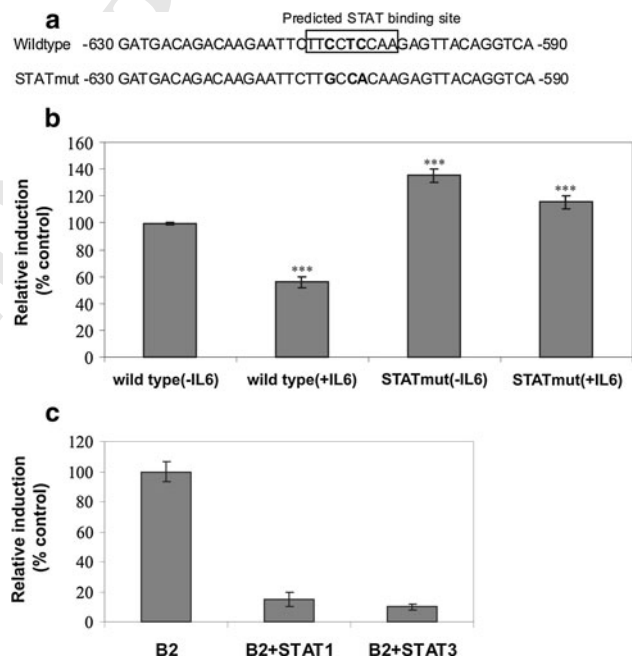 a
Predicted STAT binding site
Wildtype -630 GATGACAGACAAGAATTCTTCCTCCAAGAGTTACAGGTCA -590
STATmut -630 GATGACAGACAAGAATTCTTGCCACAAGAGTTACAGGTCA -590
b
Relative induction
(% control)
160
140
120
100
80
60
40
20
0
***
***
***
wild type(-IL6)
wild type(+IL6)
STATmut(-IL6)
STATmut(+IL6)
c
Relative induction
(% control)
120
100
80
60
40
20
0
B2
B2+STAT1
B2+STAT3